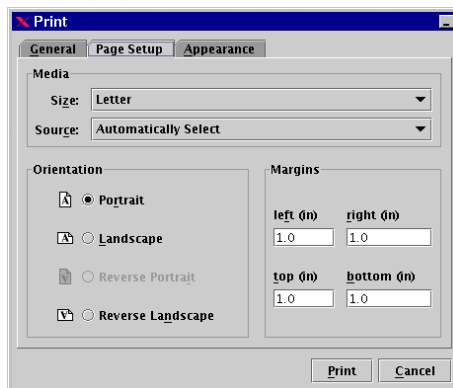 Print
General Page Setup Appearance
Media
Size: Letter
Source: Automatically Select
Orientation
Portrait
Landscape
Reverse Portrait
Reverse Landscape
Margins
left (in) right (in)
1.0 1.0
top (in) bottom (in)
1.0 1.0
Print Cancel